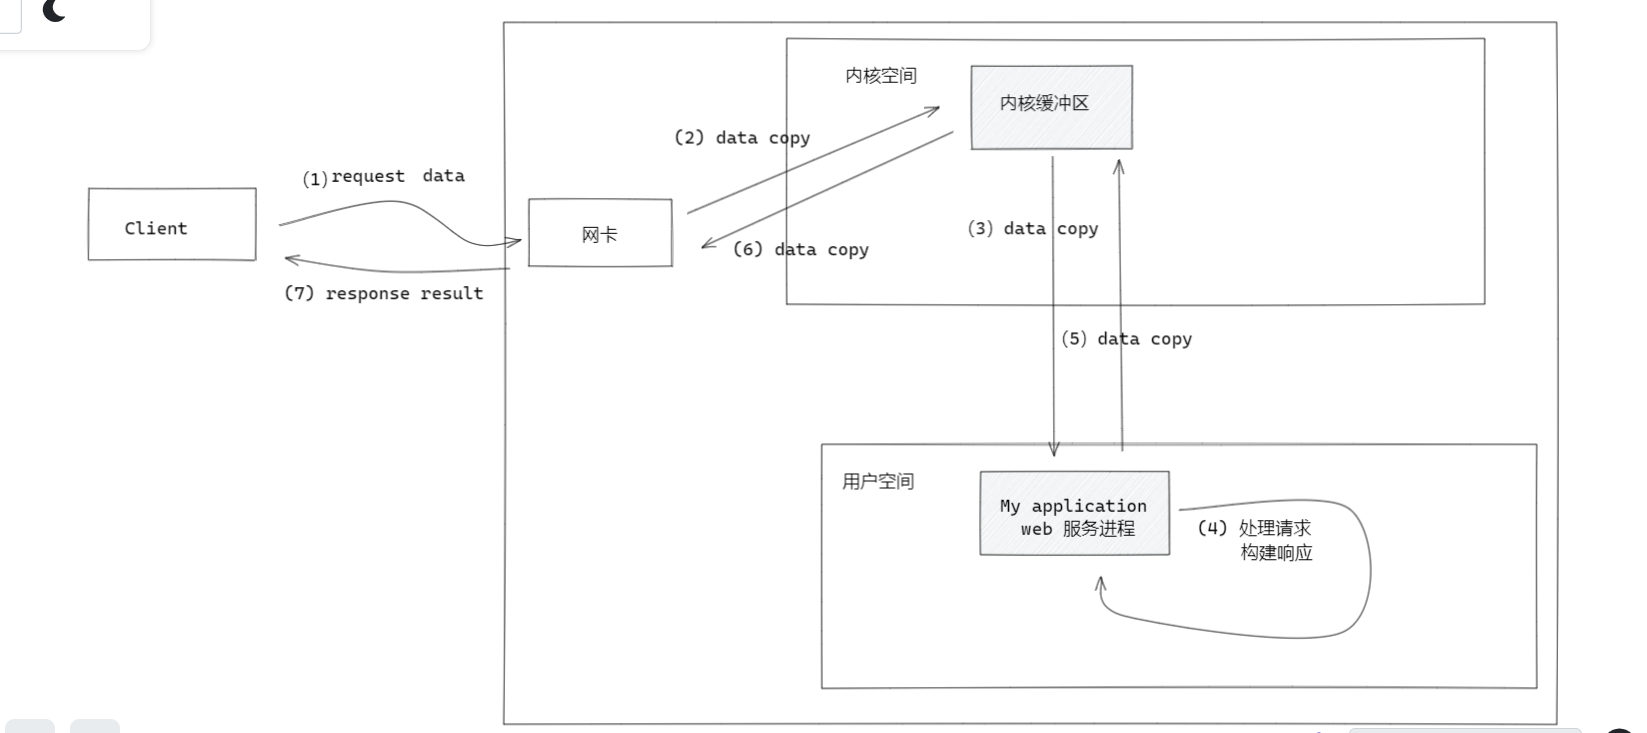 内核空间
内核缓冲区
(2) data copy
(1) request data
Client
网卡
(3) data copy
(6) data copy
(7) response result
(5) data copy
用户空间
My application
web 服务进程
(4) 处理请求
构建响应